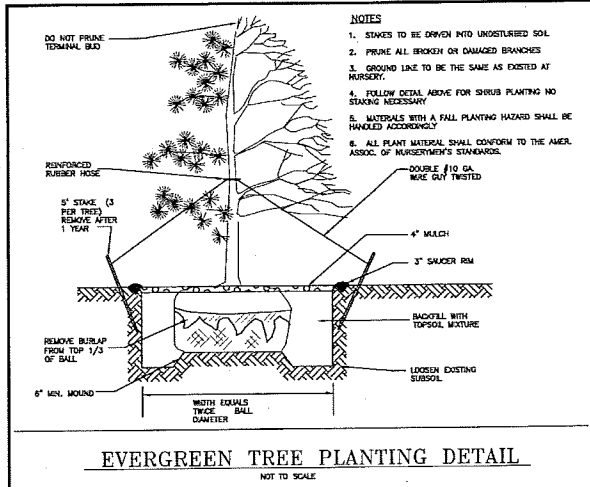 DO NOT PRUNE
TERMINAL BUD
NOTES
1. STAKES TO BE DRIVEN INTO UNDISTURBED SOIL
2. PRUNE ALL BROKEN OR DAMAGED BRANCHES
3. GROUND LINE TO BE THE SAME AS EXISTED AT
NURSERY.
4. FOLLOW DETAIL ABOVE FOR SHRUB PLANTING NO
STAKING NECESSARY
5. MATERIALS WITH A FALL PLANTING HAZARD SHALL BE
HANDLED ACCORDINGLY
6. ALL PLANT MATERIAL SHALL CONFORM TO THE AMER.
ASSOC. OF NURSERYMEN'S STANDARDS.
REINFORCED
RUBBER HOSE
DOUBLE #10 GA.
WIRE GUY TWISTED
5' STAKE (3
PER TREE)
REMOVE AFTER
1 YEAR
4" MULCH
3" SAUCER RIM
REMOVE BURLAP
FROM TOP 1/3
OF BALL
BACKFILL WITH
TOPSOIL MIXTURE
6" MIN. MOUND
LOOSEN EXISTING
SUBSOIL
WIDTH EQUALS
TWICE BALL
DIAMETER
EVERGREEN TREE PLANTING DETAIL
NOT TO SCALE